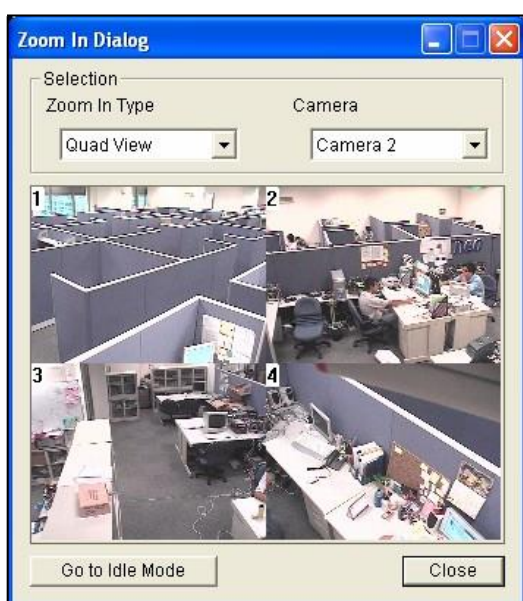 Zoom In Dialog
Selection
Zoom In Type
Camera
Quad View
Camera 2
1
2
3
4
Go to Idle Mode
Close